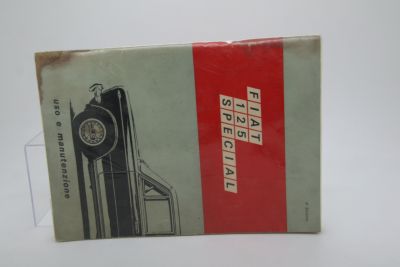 FIAT
125
SPECIAL
uso e manutenzione